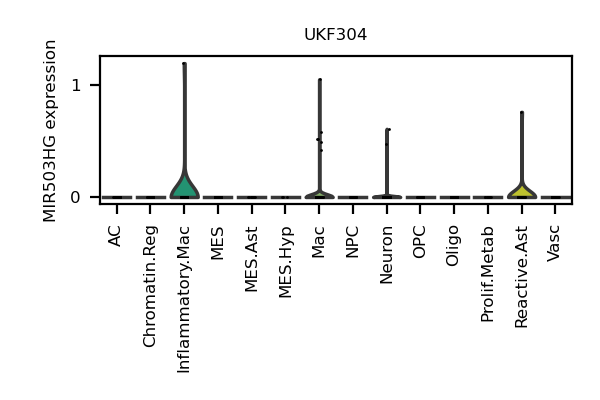 UKF304
MIR503HG expression
1
0
AC
Chromatin.Reg
Inflammatory.Mac
MES
MES.Ast
MES.Hyp
Mac
NPC
Neuron
OPC
Oligo
Prolif.Metab
Reactive.Ast
Vasc